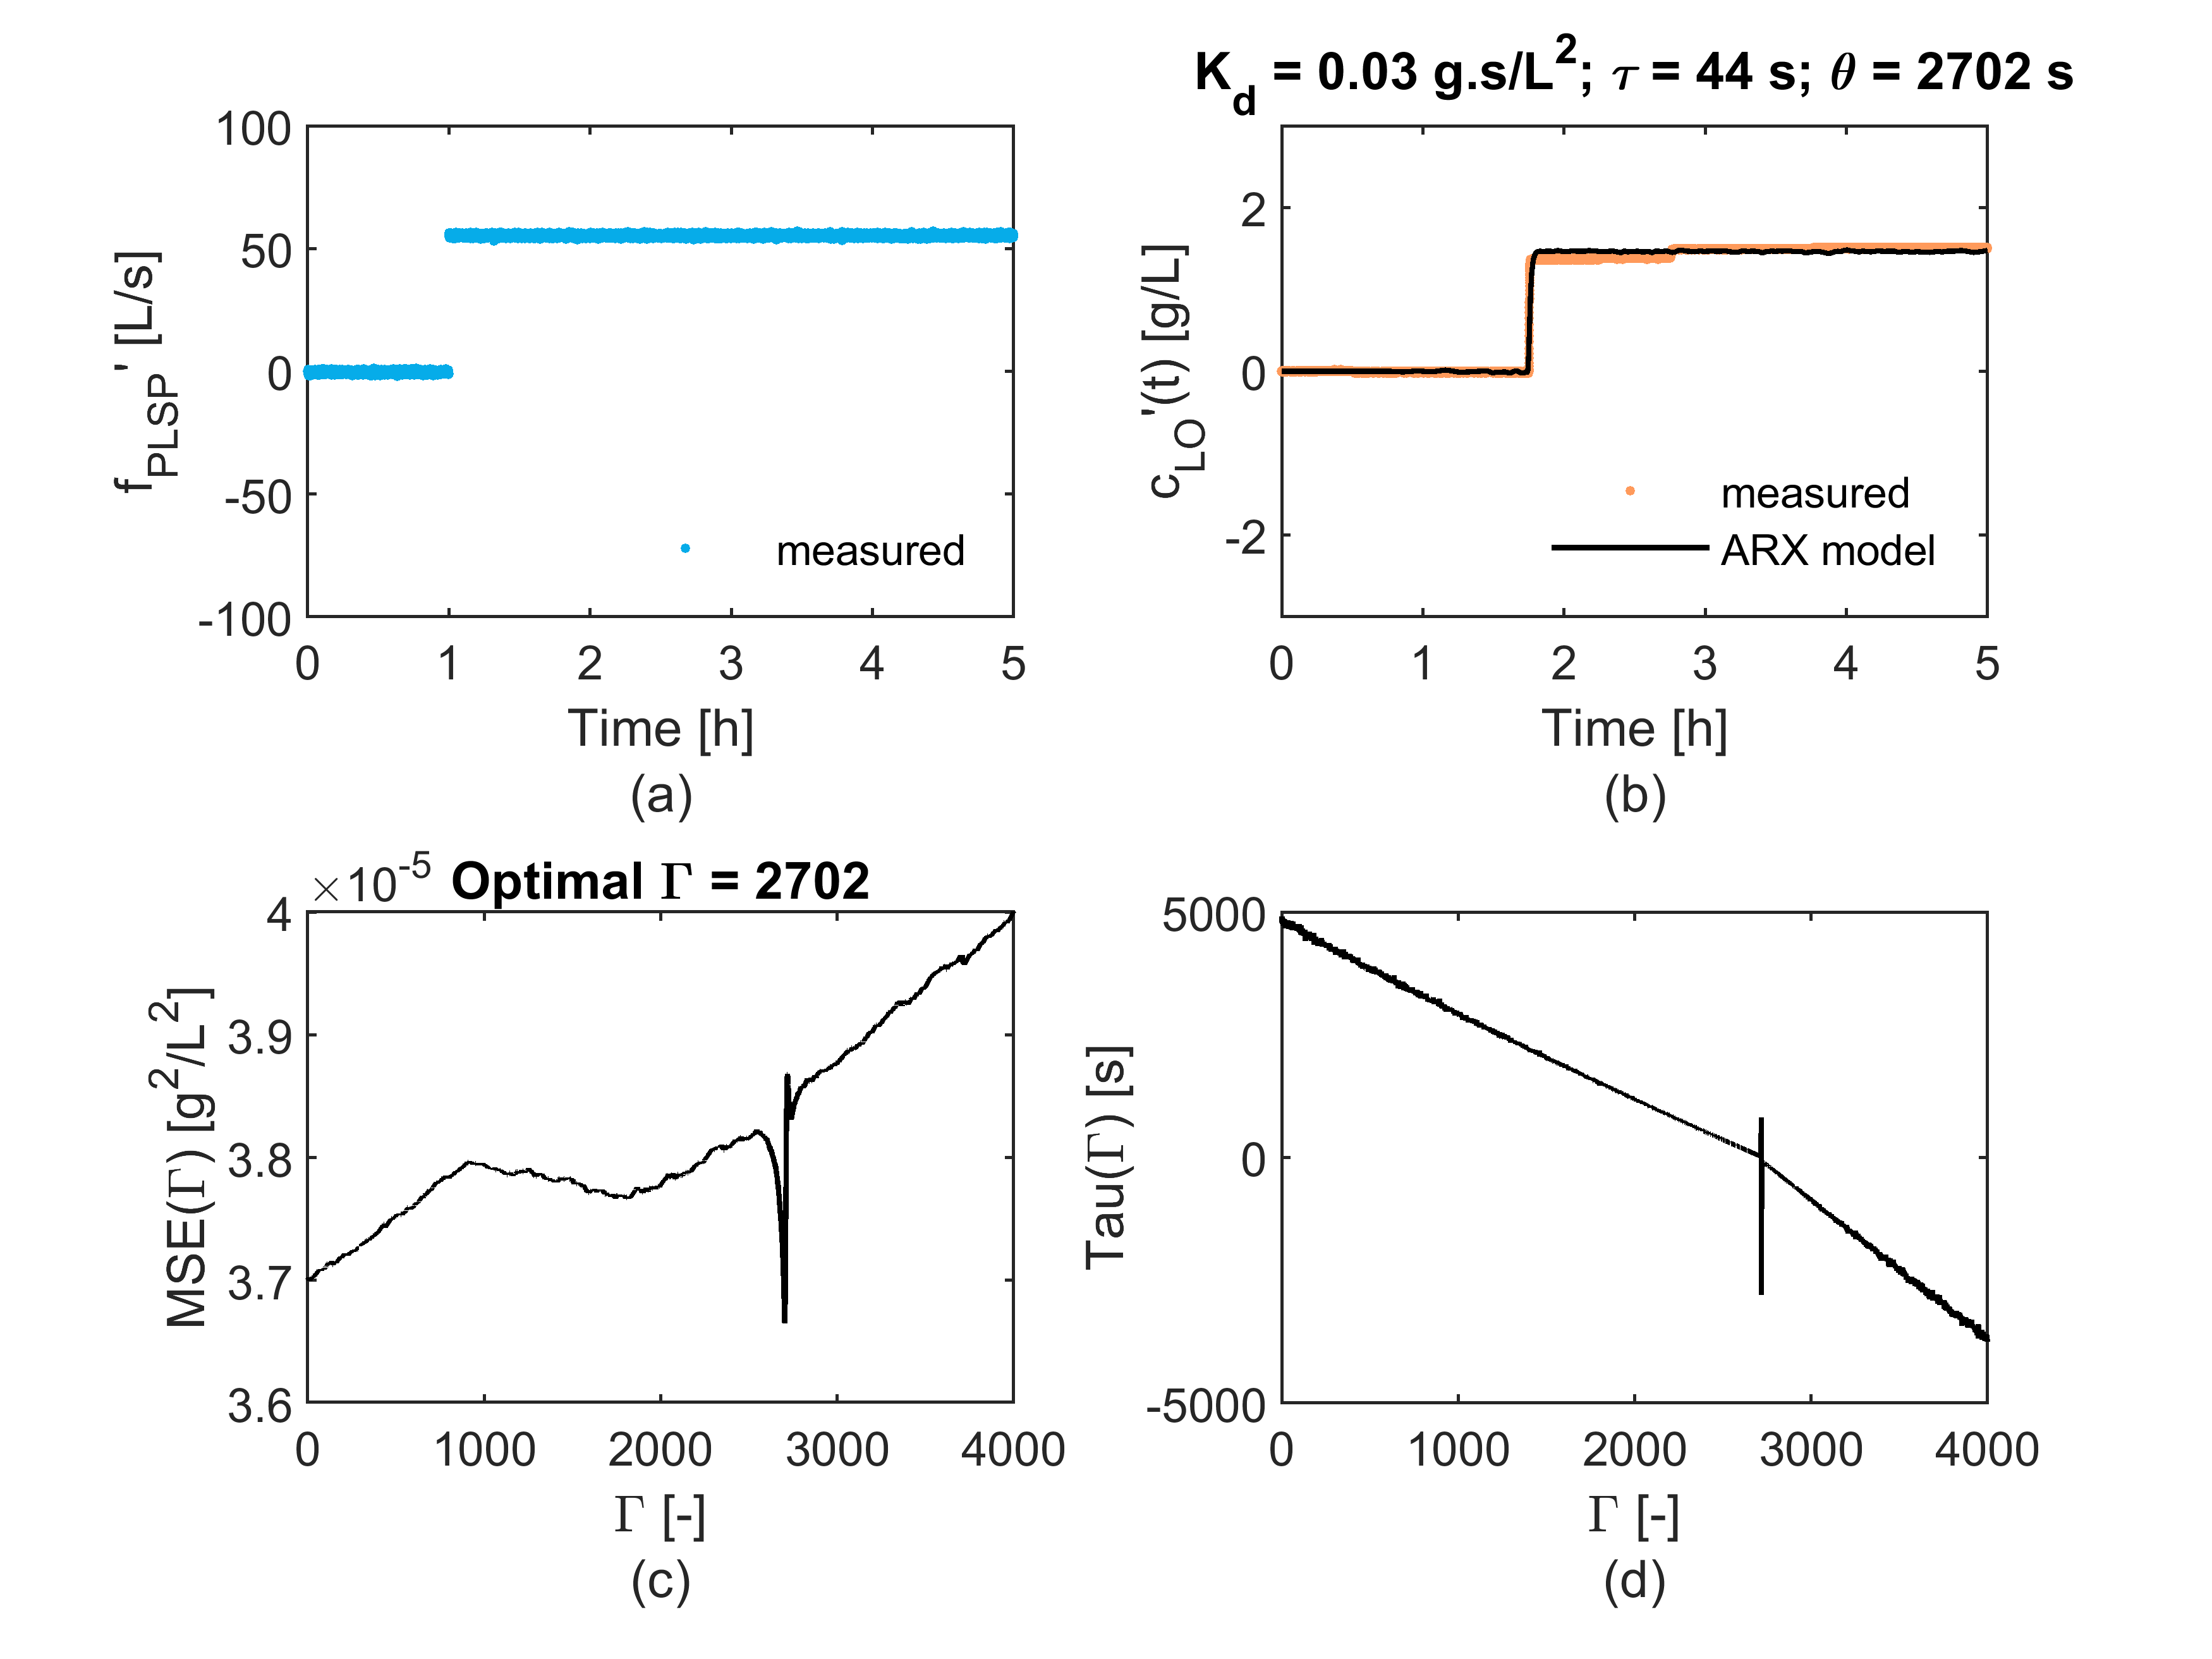 K_d = 0.03 g.s/L^2; τ = 44 s; θ = 2702 s
100
50
0
-50
-100
f_PLSP' [L/s]
measured
0 1 2 3 4 5
Time [h]
(a)
2
0
-2
c_LO'(t) [g/L]
measured
ARX model
0 1 2 3 4 5
Time [h]
(b)
×10^-5 Optimal Γ = 2702
4
3.9
3.8
3.7
3.6
MSE(Γ) [g^2/L^2]
0 1000 2000 3000 4000
Γ [-]
(c)
5000
0
-5000
Tau(Γ) [s]
0 1000 2000 3000 4000
Γ [-]
(d)